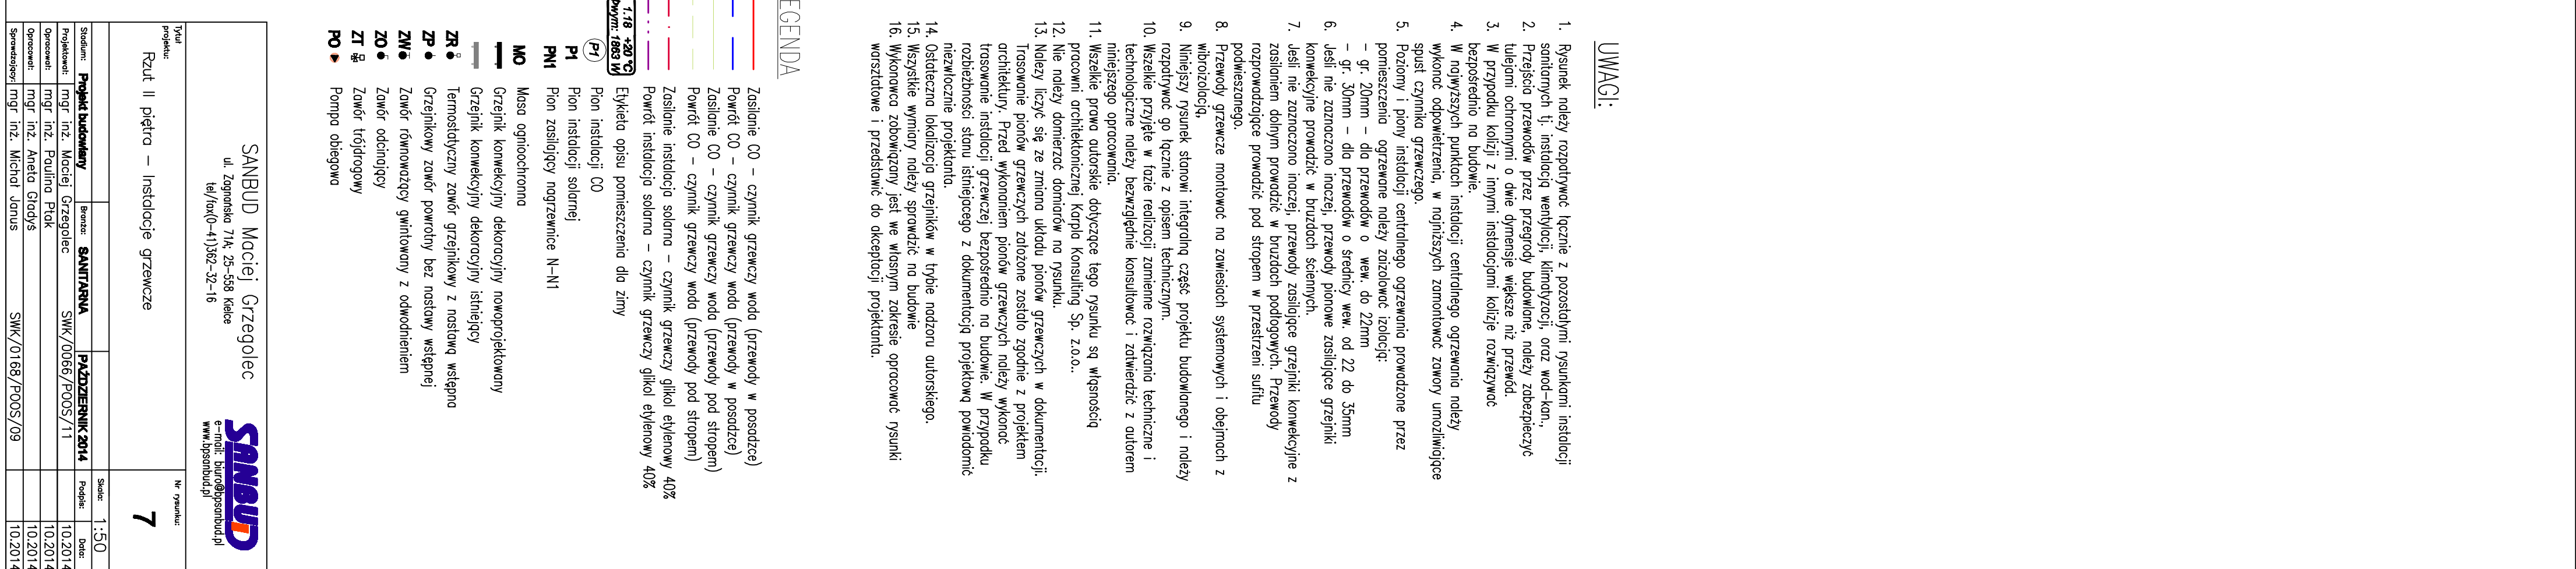 UWAGI:
1. Rysunek należy rozpatrywać łącznie z pozostałymi rysunkami instalacji
sanitarnych tj. instalacją wentylacji, klimatyzacji, oraz wod-kan.,
2. Przejścia przewodów przez przegrody budowlane, należy zabezpieczyć
tulejami ochronnymi o dwie dymensje większe niż przewód.
3. W przypadku kolizji z innymi instalacjami kolizje rozwiązywać
bezpośrednio na budowie.
4. W najwyższych punktach instalacji centralnego ogrzewania należy
wykonać odpowietrzenia, w najniższych zamontować zawory umożliwiające
spust czynnika grzewczego.
5. Poziomy i piony instalacji centralnego ogrzewania prowadzone przez
pomieszczenia ogrzewane należy zaizolować izolacją:
- gr. 20mm - dla przewodów o wew. do 22mm
- gr. 30mm - dla przewodów o średnicy wew. od 22 do 35mm
6. Jeśli nie zaznaczono inaczej, przewody pionowe zasilające grzejniki
konwekcyjne prowadzić w bruzdach ściennych.
7. Jeśli nie zaznaczono inaczej, przewody zasilające grzejniki konwekcyjne z
zasilaniem dolnym prowadzić w bruzdach podłogowych. Przewody
rozprowadzające prowadzić pod stropem w przestrzeni sufitu
podwieszanego.
8. Przewody grzewcze montować na zawiesiach systemowych i obejmach z
wibroizolacją,
9. Niniejszy rysunek stanowi integralną część projektu budowlanego i należy
rozpatrywać go łącznie z opisem technicznym.
10. Wszelkie przyjęte w fazie realizacji zamienne rozwiązania techniczne i
technologiczne należy bezwzględnie konsultować i zatwierdzić z autorem
niniejszego opracowania.
11. Wszelkie prawa autorskie dotyczące tego rysunku są własnością
pracowni architektonicznej Karpla Konsulting Sp. z.o.o..
12. Nie należy domierzać domiarów na rysunku.
13. Należy liczyć się ze zmiana układu pionów grzewczych w dokumentacji.
Trasowanie pionów grzewczych założone zostało zgodnie z projektem
architektury. Przed wykonaniem pionów grzewczych należy wykonać
trasowanie instalacji grzewczej bezpośrednio na budowie. W przypadku
rozbieżności stanu istniejącego z dokumentacją projektową powiadomić
niezwłocznie projektanta.
14. Ostateczna lokalizacja grzejników w trybie nadzoru autorskiego.
15. Wszystkie wymiary należy sprawdzić na budowie
16. Wykonawca zobowiązany jest we własnym zakresie opracować rysunki
warsztatowe i przedstawić do akceptacji projektanta.
EGENDA
Zasilanie CO - czynnik grzewczy woda (przewody w posadzce)
Powrót CO - czynnik grzewczy woda (przewody w posadzce)
Zasilanie CO - czynnik grzewczy woda (przewody pod stropem)
Powrót CO - czynnik grzewczy woda (przewody pod stropem)
Zasilanie instalacja solarna - czynnik grzewczy glikol etylenowy 40%
Powrót instalacja solarna - czynnik grzewczy glikol etylenowy 40%
1.18 +20°C
Qwym: 1863 W Etykieta opisu pomieszczenia dla zimy
P1 Pion instalacji CO
P1 Pion instalacji solarnej
PN1 Pion zasilający nagrzewnice N-N1
MO Masa ognioochronna
Grzejnik konwekcyjny dekoracyjny nowoprojektowany
Grzejnik konwekcyjny dekoracyjny istniejący
ZR Termostatyczny zawór grzejnikowy z nastawą wstępna
ZP Grzejnikowy zawór powrotny bez nastawy wstępnej
ZW Zawór równoważący gwintowany z odwodnieniem
ZO Zawór odcinający
ZT Zawór trójdrogowy
PO Pompa obiegowa
SANBUD Maciej Grzegolec
ul. Zagnańska 71A; 25-558 Kielce
tel/fax(0-41)362-32-16
SANBUD
e-mail: biuro@bpsanbud.pl
www.bpsanbud.pl
Tytuł projektu:
Rzut II piętra - Instalacje grzewcze
Nr rysunku:
7
Skala: 1:50
Stadium: Projekt budowlany Branża: SANITARNA PAŹDZIERNIK 2014 Podpis: Data:
Projektował: mgr inż. Maciej Grzegolec SWK/0066/POOS/11 10.2014
Opracował: mgr inż. Paulina Ptak 10.2014
Opracował: mgr inż. Aneta Gładyś 10.2014
Sprawdzający: mgr inż. Michał Janus SWK/0168/POOS/09 10.2014